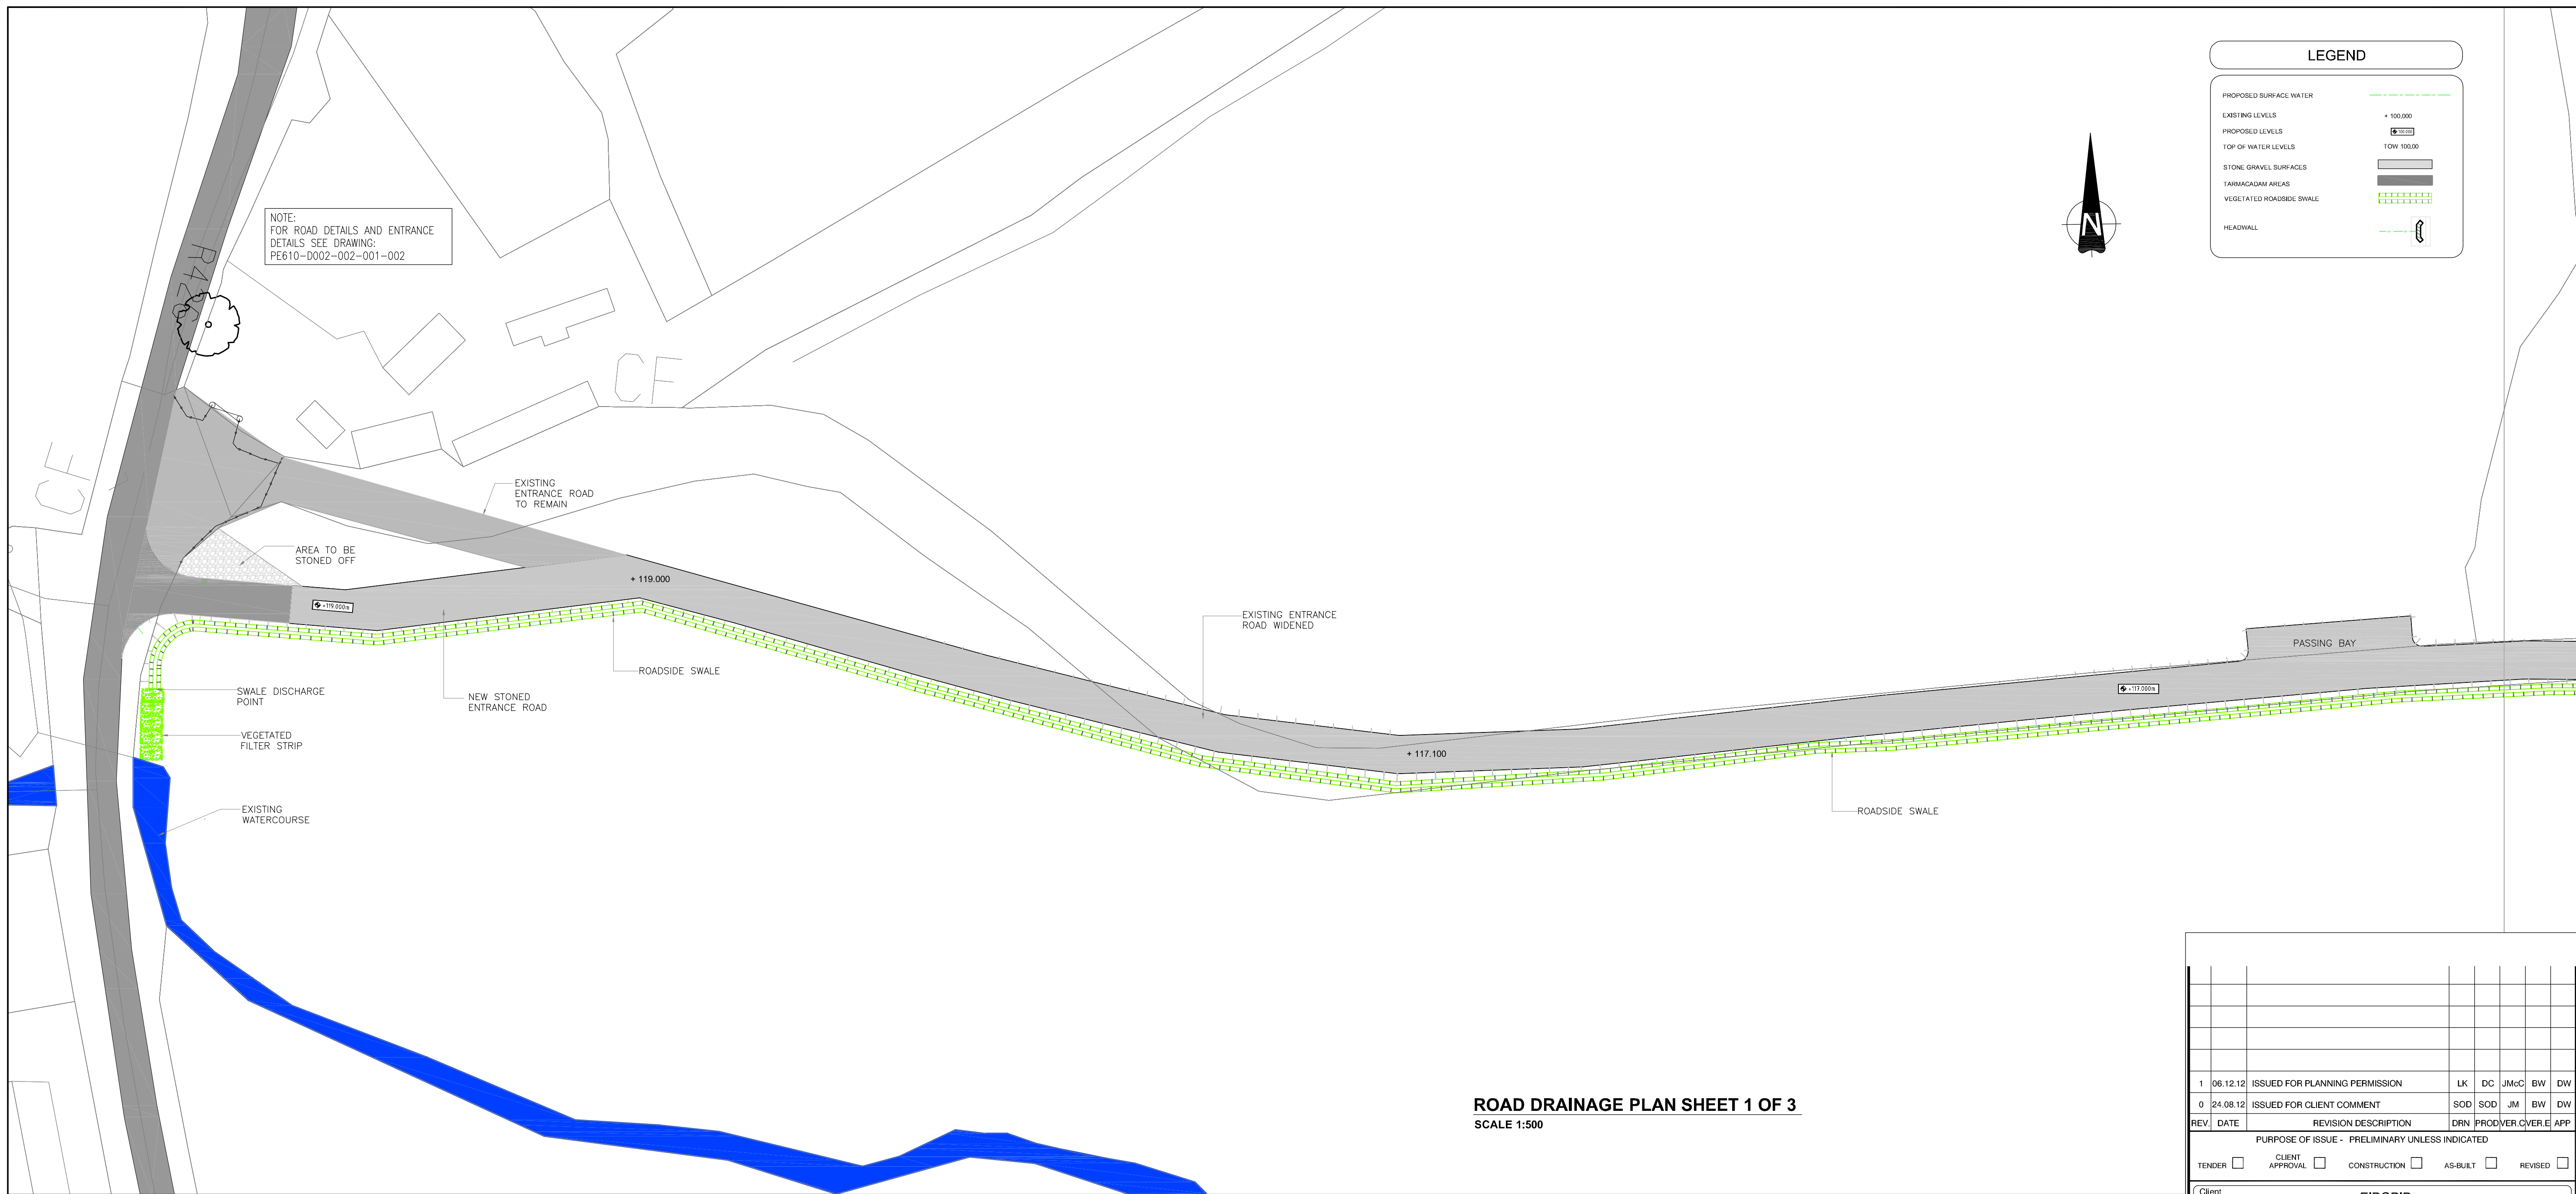 LEGEND
PROPOSED SURFACE WATER
EXISTING LEVELS + 100.000
PROPOSED LEVELS 100.000
TOP OF WATER LEVELS TOW 100.00
STONE GRAVEL SURFACES
TARMACADAM AREAS
VEGETATED ROADSIDE SWALE
HEADWALL
N
NOTE:
FOR ROAD DETAILS AND ENTRANCE
DETAILS SEE DRAWING:
PE610-D002-002-001-002
CF
CF
EXISTING
ENTRANCE ROAD
TO REMAIN
AREA TO BE
STONED OFF
+119.000m
+ 119.000
EXISTING ENTRANCE
ROAD WIDENED
PASSING BAY
ROADSIDE SWALE
+117.000m
SWALE DISCHARGE
POINT
NEW STONED
ENTRANCE ROAD
VEGETATED
FILTER STRIP
+ 117.100
EXISTING
WATERCOURSE
ROADSIDE SWALE
ROAD DRAINAGE PLAN SHEET 1 OF 3
SCALE 1:500
1 06.12.12 ISSUED FOR PLANNING PERMISSION LK DC JMcC BW DW
0 24.08.12 ISSUED FOR CLIENT COMMENT SOD SOD JM BW DW
REV. DATE REVISION DESCRIPTION DRN PROD VER.C VER.E APP
PURPOSE OF ISSUE - PRELIMINARY UNLESS INDICATED
TENDER CLIENT APPROVAL CONSTRUCTION AS-BUILT REVISED
Client